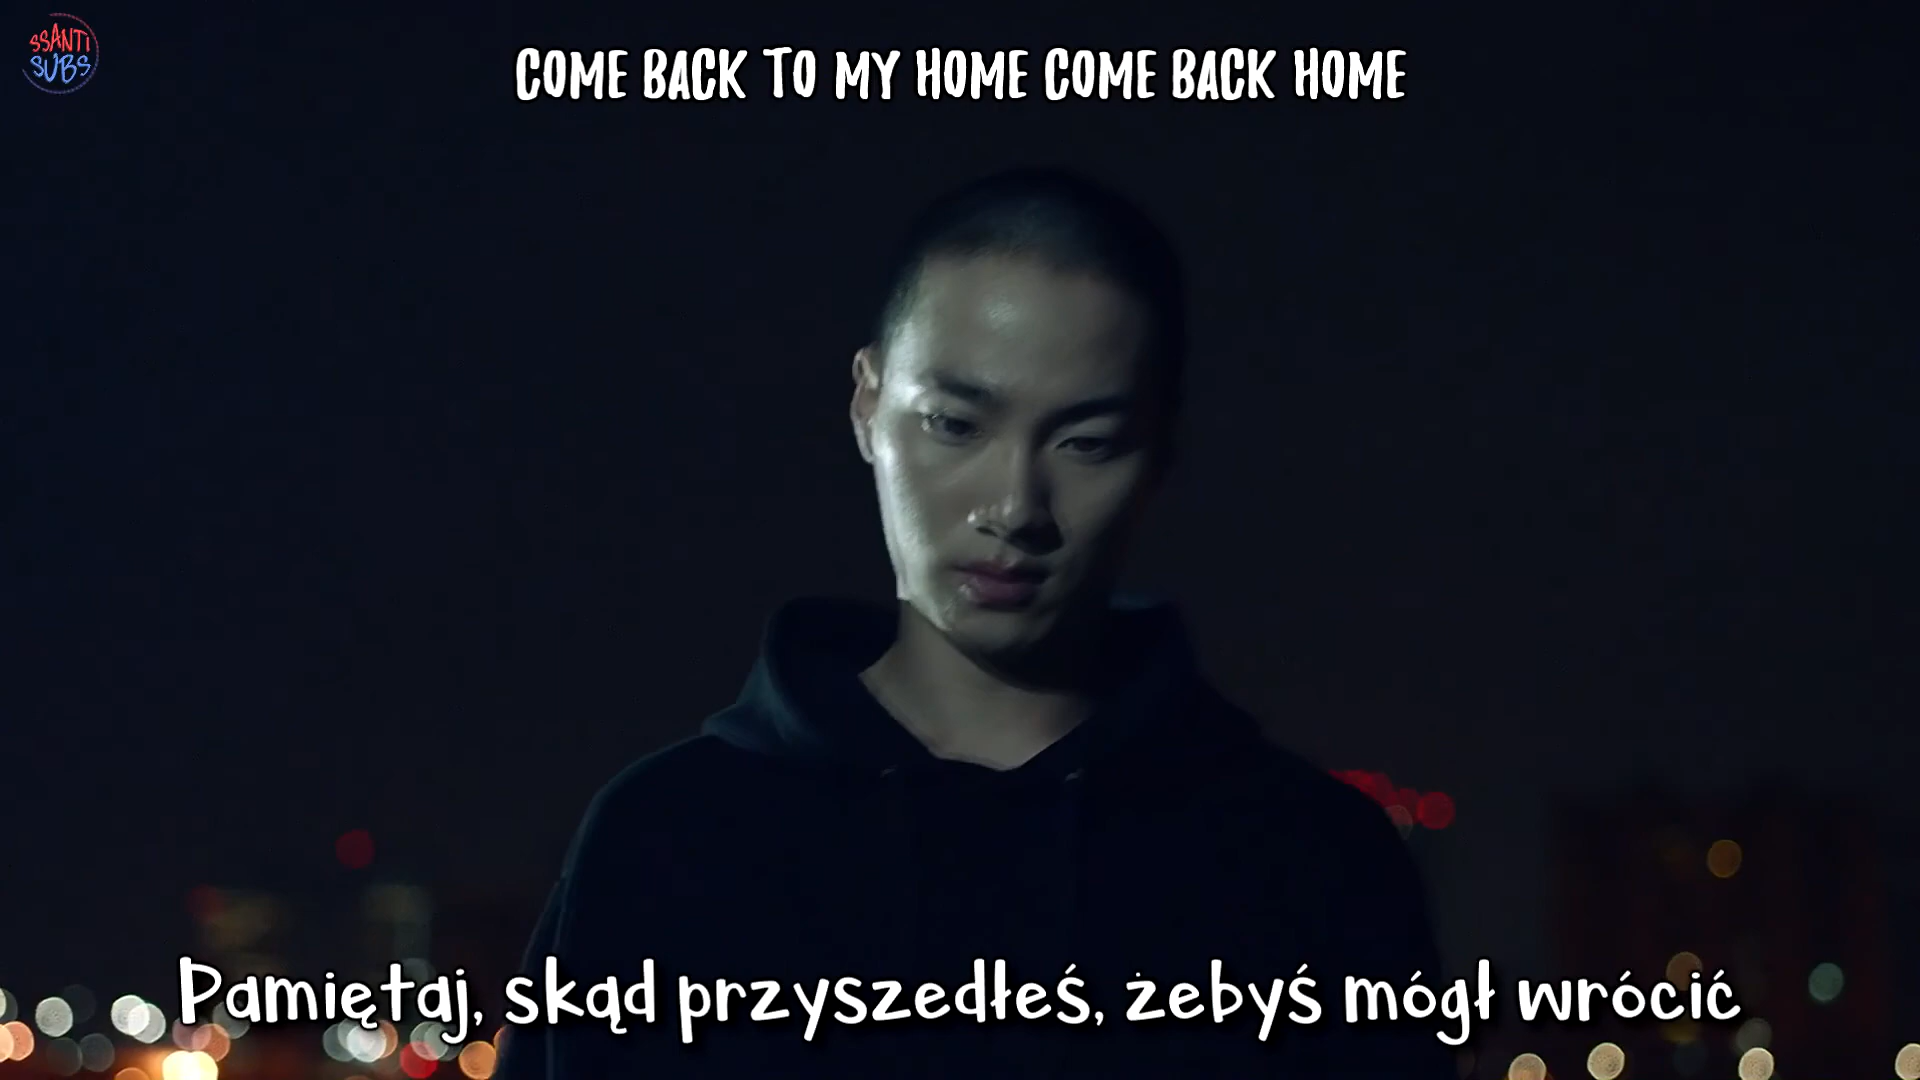 SSANTI
SUBS
COME BACK TO MY HOME COME BACK HOME
Pamiętaj, skąd przyszedłeś, żebyś mógł wrócić